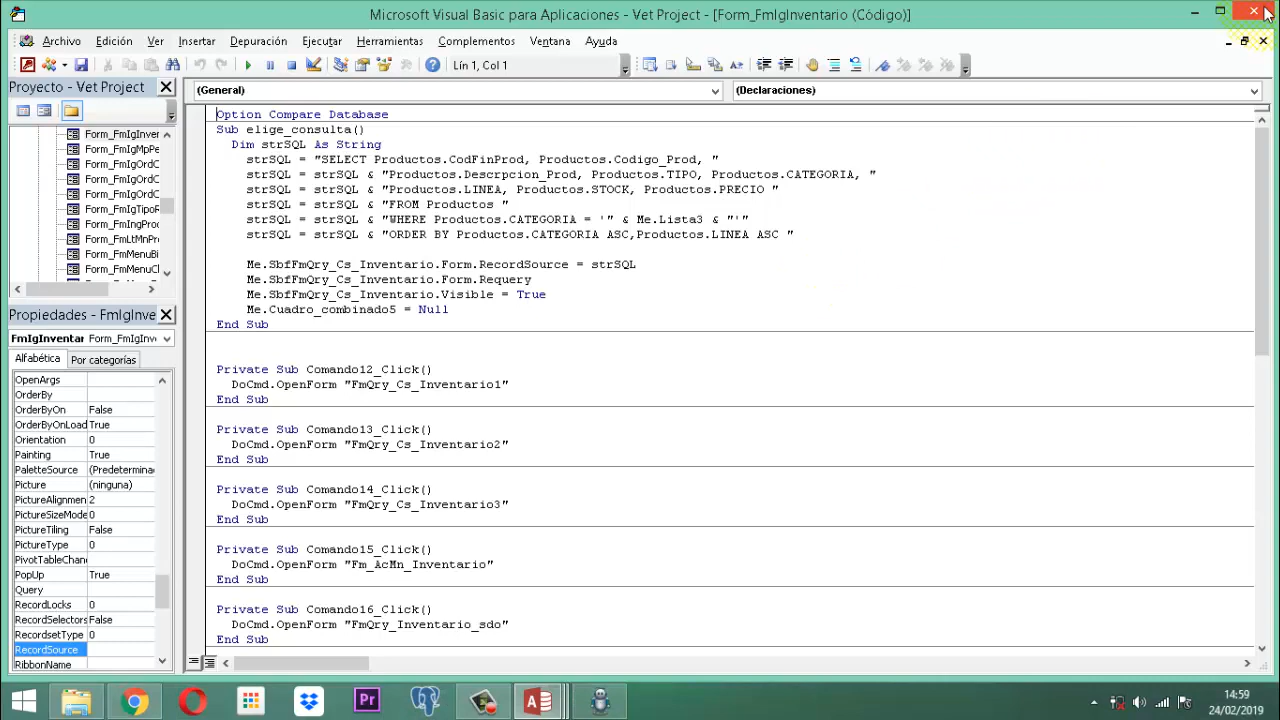 Microsoft Visual Basic para Aplicaciones - Vet Project - [Form_FmIgInventario (Código)]
Archivo Edición Ver Insertar Depuración Ejecutar Herramientas Complementos Ventana Ayuda
Lín 1, Col 1
Proyecto - Vet Project
(General)
(Declaraciones)
Form_FmIgInver
Form_FmIgMpPe
Form_FmIgOrdC
Form_FmIgOrdC
Form_FmIgOrdC
Form_FmIgTipoR
Form_FmIngProc
Form_FmLtMnPro
Form_FmMenuBi
Form_FmMenuCl
Propiedades - FmIgInve
FmIgInventar Form_FmIgInv
Alfabética Por categorías
OpenArgs
OrderBy
OrderByOn False
OrderByOnLoad True
Orientation 0
Painting True
PaletteSource (Predetermina
Picture (ninguna)
PictureAlignmen 2
PictureSizeMode 0
PictureTiling False
PictureType 0
PivotTableChan
PopUp True
Query
RecordLocks 0
RecordSelectors False
RecordsetType 0
RecordSource
RibbonName
Option Compare Database
Sub elige_consulta()
Dim strSQL As String
strSQL = "SELECT Productos.CodFinProd, Productos.Codigo_Prod, "
strSQL = strSQL & "Productos.Descrpcion_Prod, Productos.TIPO, Productos.CATEGORIA, "
strSQL = strSQL & "Productos.LINEA, Productos.STOCK, Productos.PRECIO "
strSQL = strSQL & "FROM Productos "
strSQL = strSQL & "WHERE Productos.CATEGORIA = '" & Me.Lista3 & "'"
strSQL = strSQL & "ORDER BY Productos.CATEGORIA ASC,Productos.LINEA ASC "
Me.SbfFmQry_Cs_Inventario.Form.RecordSource = strSQL
Me.SbfFmQry_Cs_Inventario.Form.Requery
Me.SbfFmQry_Cs_Inventario.Visible = True
Me.Cuadro_combinado5 = Null
End Sub
Private Sub Comando12_Click()
DoCmd.OpenForm "FmQry_Cs_Inventario1"
End Sub
Private Sub Comando13_Click()
DoCmd.OpenForm "FmQry_Cs_Inventario2"
End Sub
Private Sub Comando14_Click()
DoCmd.OpenForm "FmQry_Cs_Inventario3"
End Sub
Private Sub Comando15_Click()
DoCmd.OpenForm "Fm_AcMn_Inventario"
End Sub
Private Sub Comando16_Click()
DoCmd.OpenForm "FmQry_Inventario_sdo"
End Sub
Pr
14:59
24/02/2019